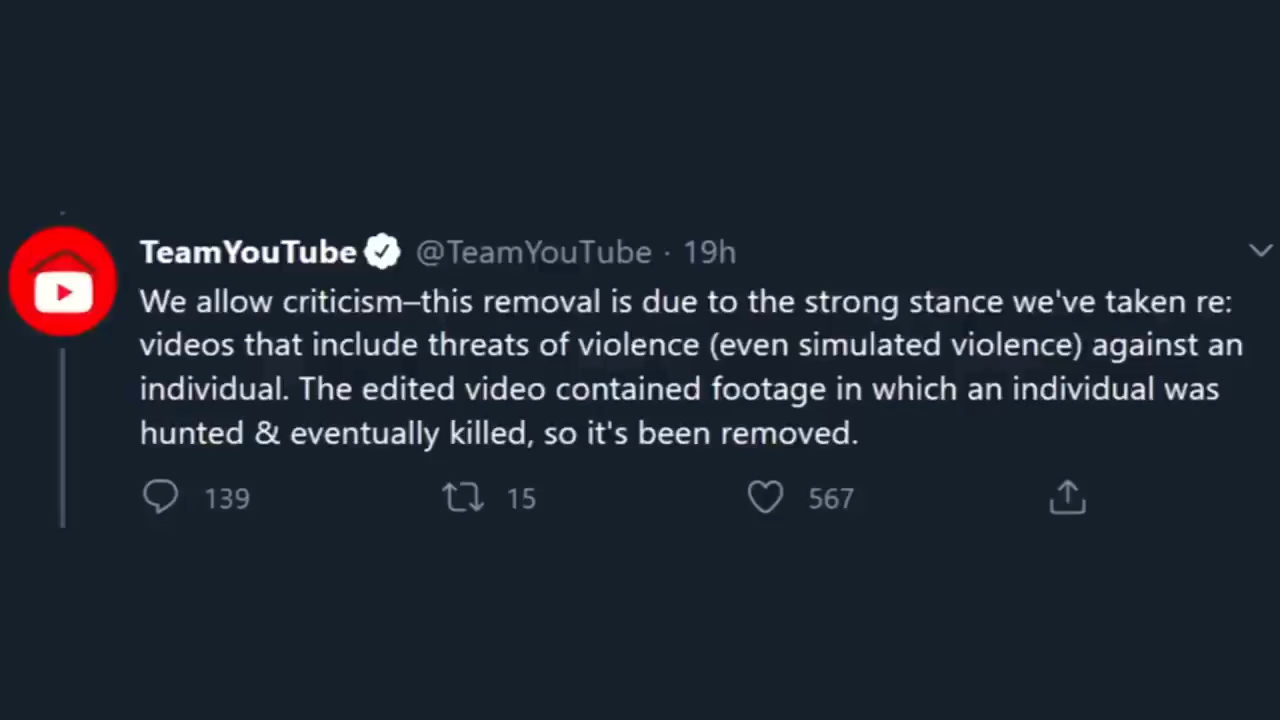 TeamYouTube @TeamYouTube · 19h
We allow criticism–this removal is due to the strong stance we've taken re:
videos that include threats of violence (even simulated violence) against an
individual. The edited video contained footage in which an individual was
hunted & eventually killed, so it's been removed.
139 15 567